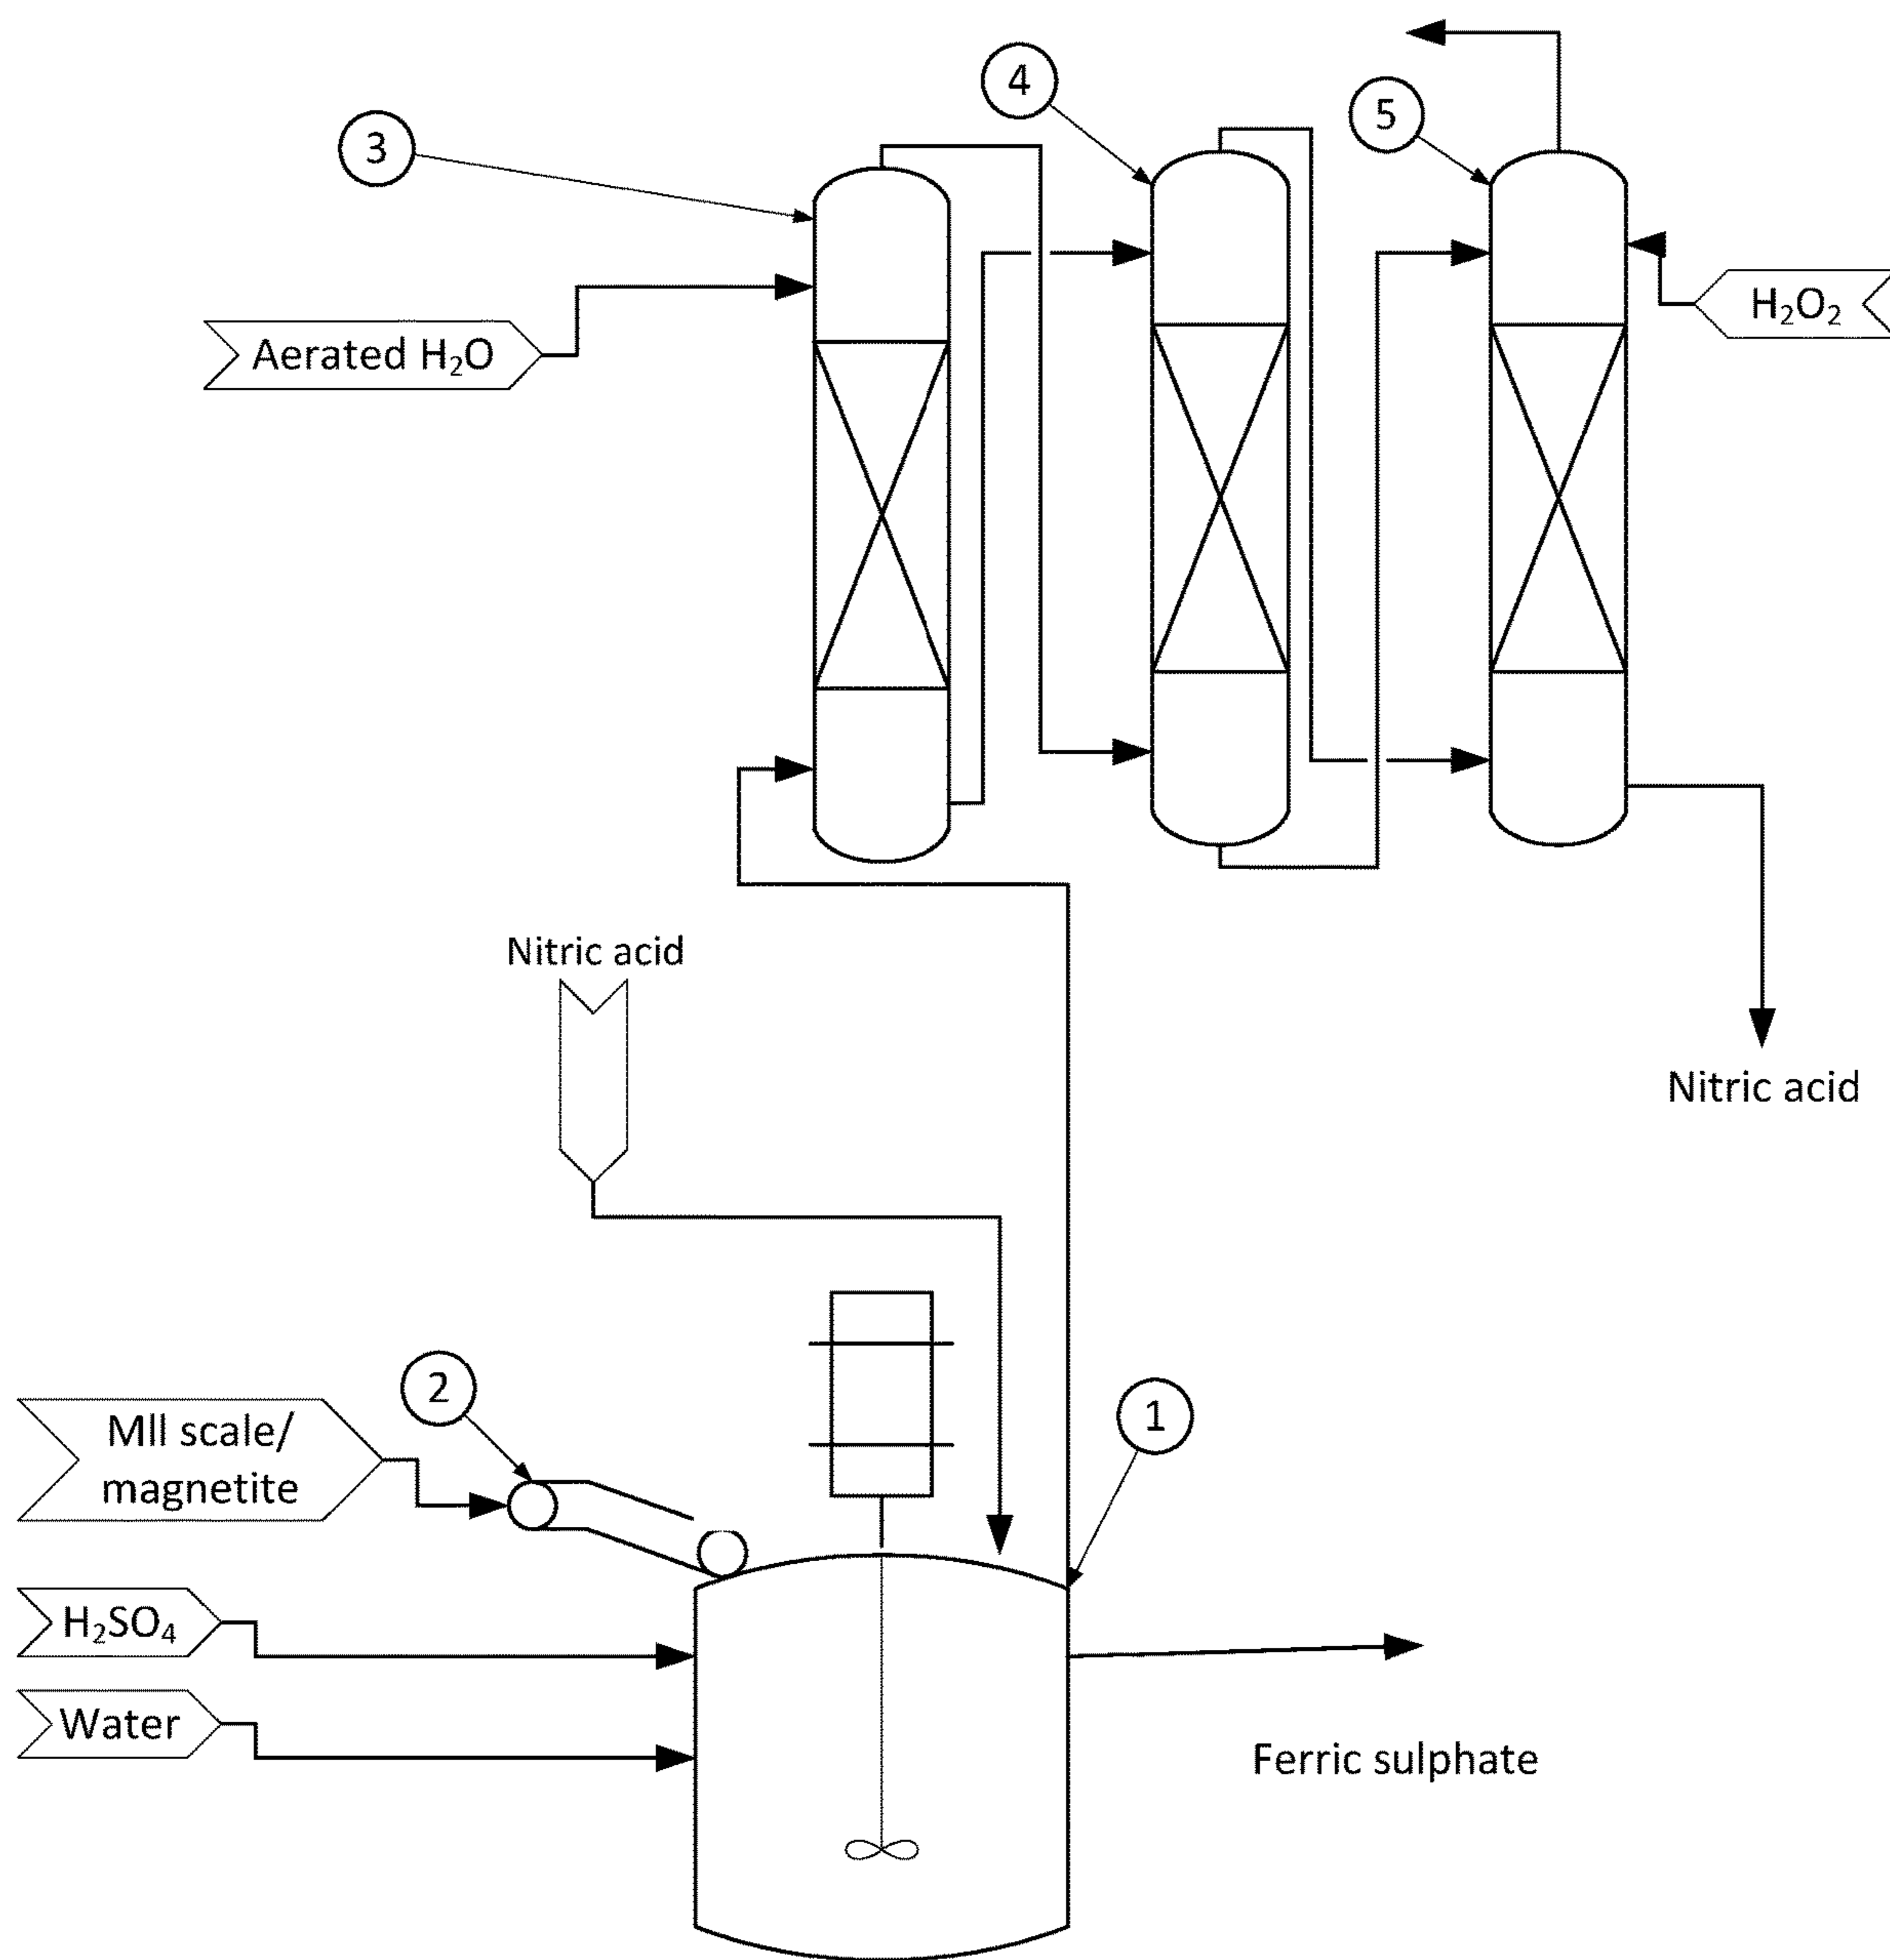 4
5
3
H₂O₂
Aerated H₂O
Nitric acid
Nitric acid
2
1
Mll scale/
magnetite
H₂SO₄
Water
Ferric sulphate